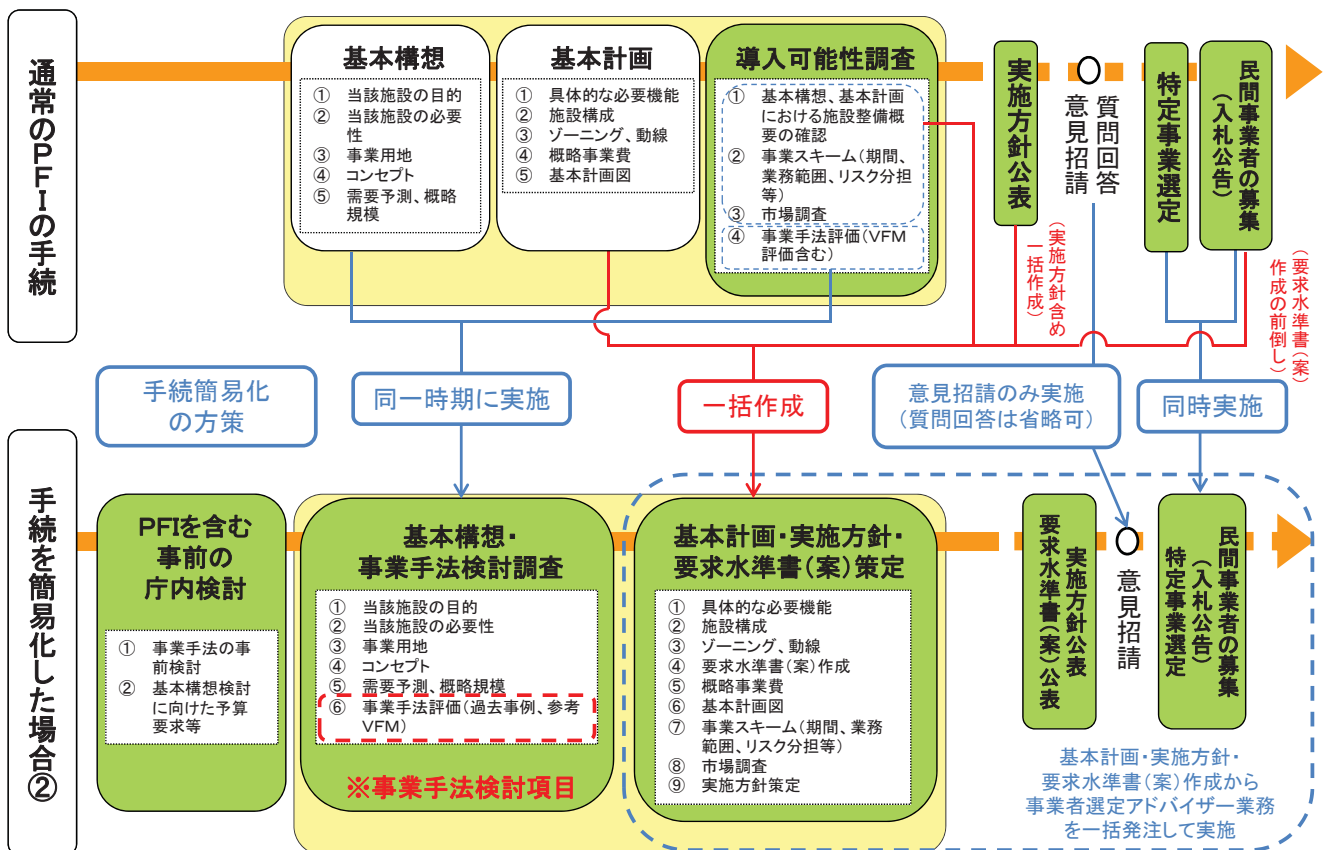 通常のPFIの手続
基本構想
① 当該施設の目的
② 当該施設の必要
性
③ 事業用地
④ コンセプト
⑤ 需要予測、概略
規模
基本計画
① 具体的な必要機能
② 施設構成
③ ゾーニング、動線
④ 概略事業費
⑤ 基本計画図
導入可能性調査
① 基本構想、基本計画
における施設整備概
要の確認
② 事業スキーム(期間、
業務範囲、リスク分担
等)
③ 市場調査
④ 事業手法評価(VFM
評価含む)
実施方針公表
質問回答
意見招請
特定事業選定
民間事業者の募集
(入札公告)
(実施方針含め
一括作成)
(要求水準書(案)
作成の前倒し)
手続簡易化
の方策
同一時期に実施
一括作成
意見招請のみ実施
(質問回答は省略可)
同時実施
手続を簡易化した場合②
PFIを含む
事前の
庁内検討
① 事業手法の事
前検討
② 基本構想検討
に向けた予算
要求等
基本構想・
事業手法検討調査
① 当該施設の目的
② 当該施設の必要性
③ 事業用地
④ コンセプト
⑤ 需要予測、概略規模
⑥ 事業手法評価(過去事例、参考
VFM)
※事業手法検討項目
基本計画・実施方針・
要求水準書(案)策定
① 具体的な必要機能
② 施設構成
③ ゾーニング、動線
④ 要求水準書(案)作成
⑤ 概略事業費
⑥ 基本計画図
⑦ 事業スキーム(期間、業務
範囲、リスク分担等)
⑧ 市場調査
⑨ 実施方針策定
実施方針公表
要求水準書(案)公表
意見招請
民間事業者の募集
(入札公告)
特定事業選定
基本計画・実施方針・
要求水準書(案)作成から
事業者選定アドバイザー業務
を一括発注して実施